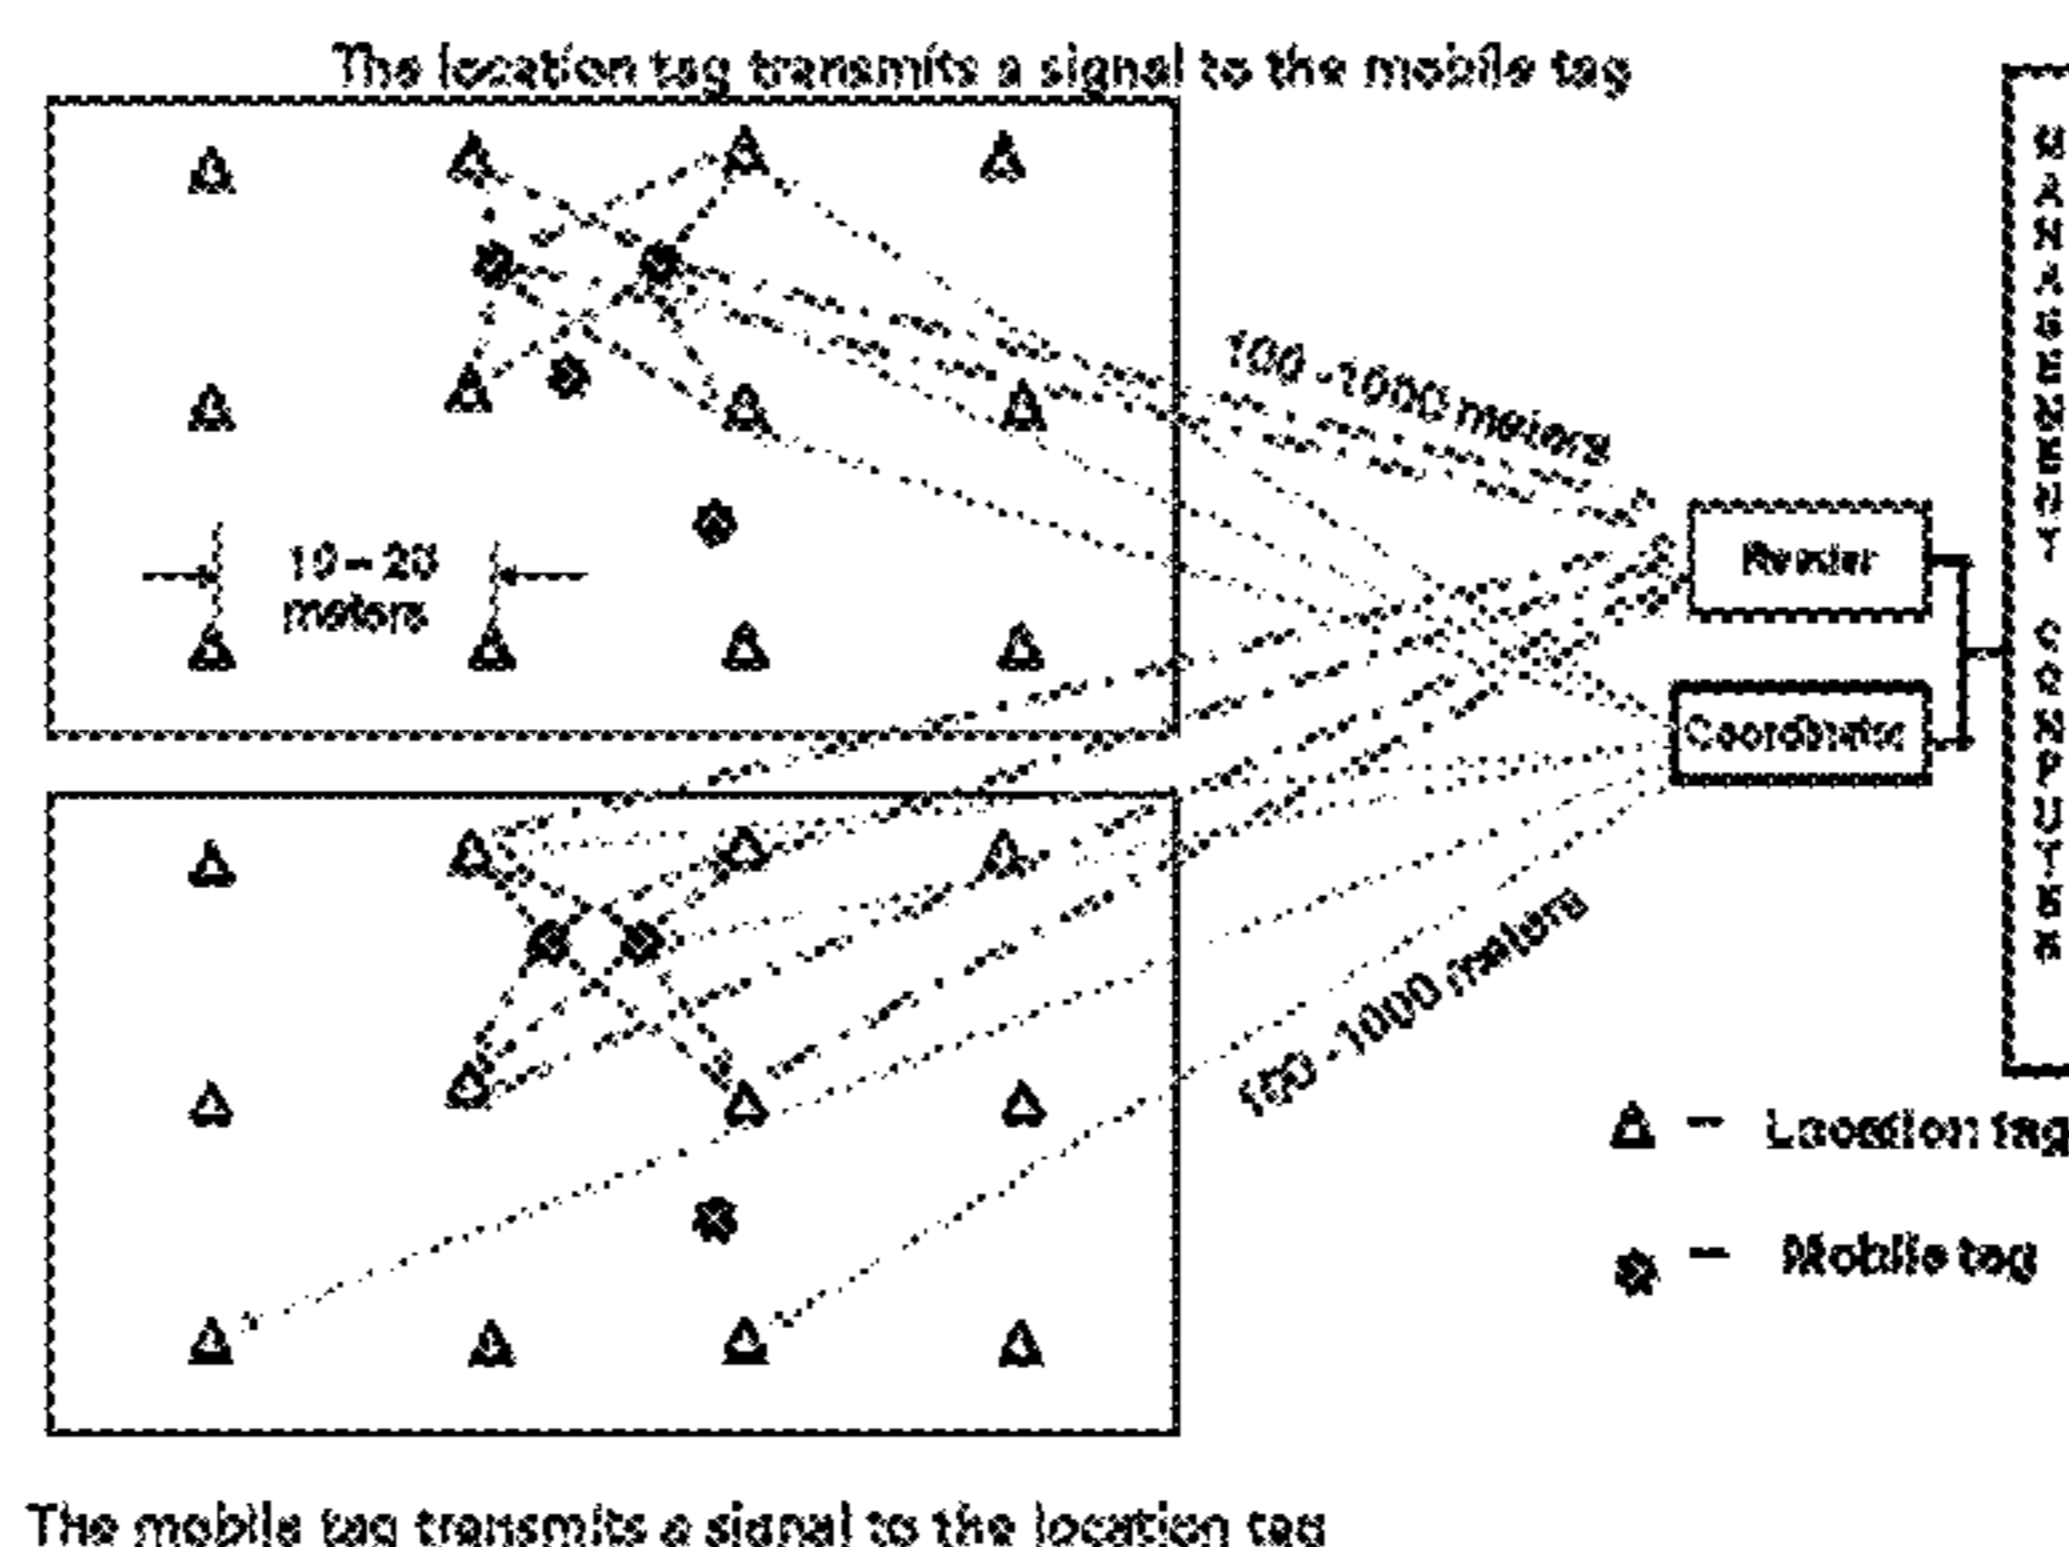 The location tag transmits a signal to the mobile tag
100 -1000 meters
10 – 20
meters
Reader
Coordinator
MANAGEMENT COMPUTER
100 -1000 meters
Location tag
Mobile tag
The mobile tag transmits a signal to the location tag